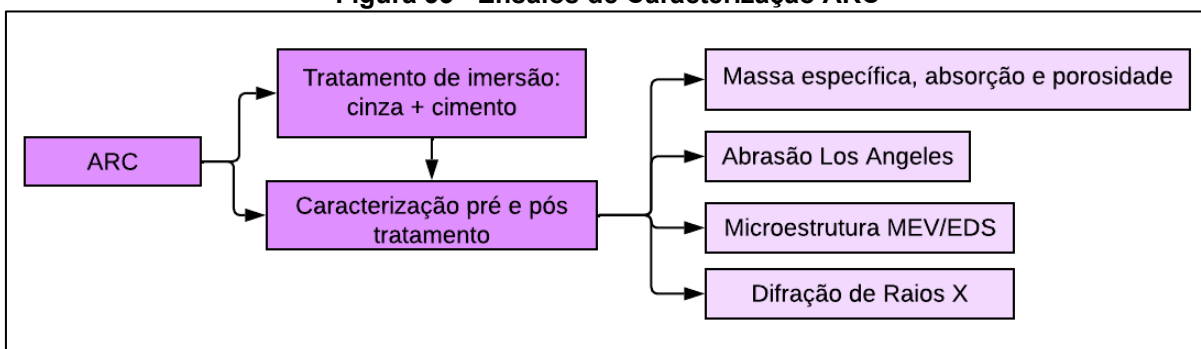 Figura - Ensaios de Caracterização ARC
Tratamento de imersão:
cinza + cimento
ARC
Caracterização pré e pós
tratamento
Massa específica, absorção e porosidade
Abrasão Los Angeles
Microestrutura MEV/EDS
Difração de Raios X